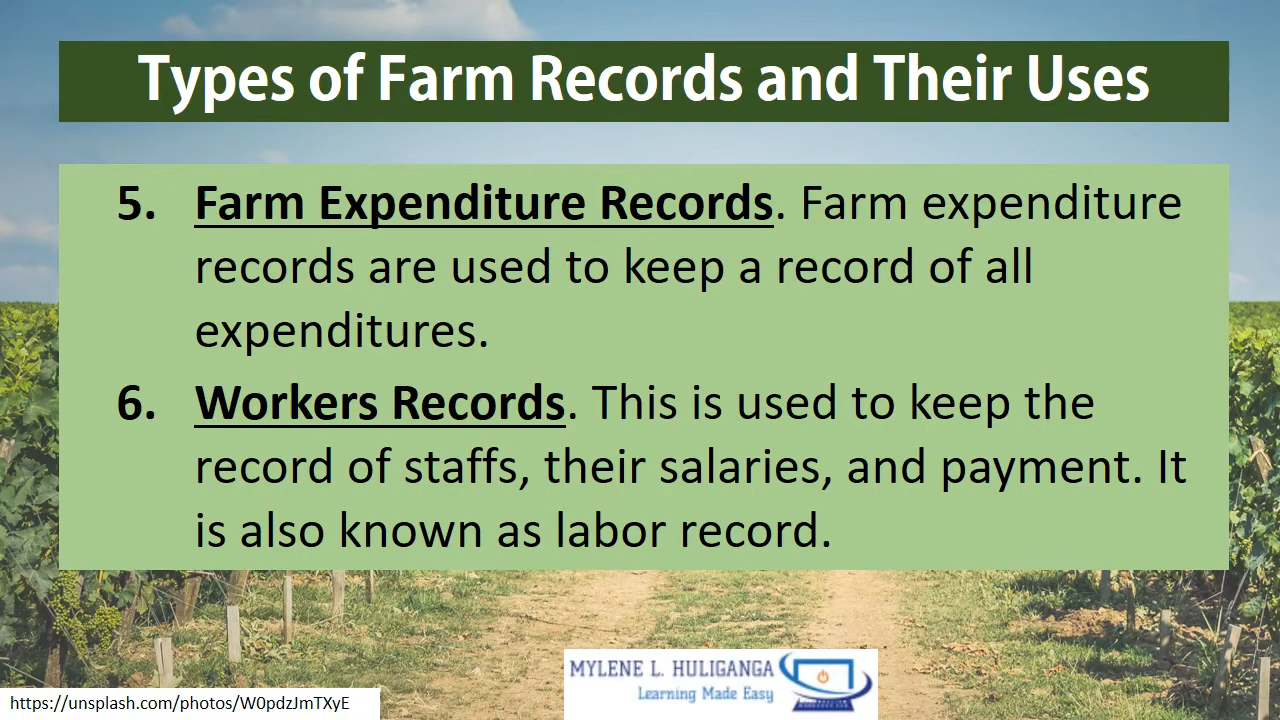 Types of Farm Records and Their Uses
5. Farm Expenditure Records. Farm expenditure
records are used to keep a record of all
expenditures.
6. Workers Records. This is used to keep the
record of staffs, their salaries, and payment. It
is also known as labor record.
MYLENE L. HULIGANGA
Learning Made Easy
https://unsplash.com/photos/W0pdzJmTXyE